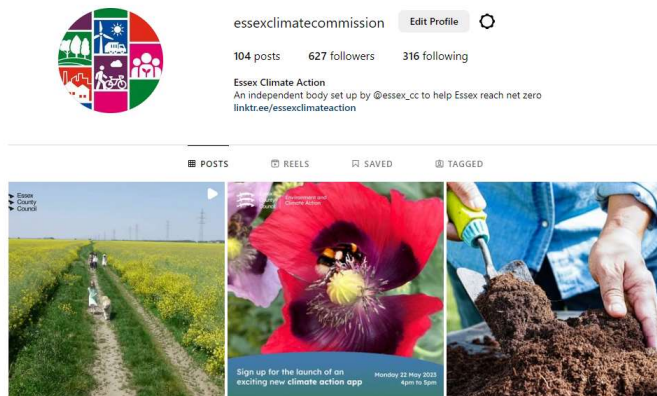 essexclimatecommission Edit Profile
104 posts 627 followers 316 following
Essex Climate Action
An independent body set up by @essex_cc to help Essex reach net zero
linktr.ee/essexclimateaction
POSTS REELS SAVED TAGGED
Essex
County
Council
County
Council
Environment and
Climate Action
Sign up for the launch of an
exciting new climate action app
Monday 22 May 2023
4pm to 5pm